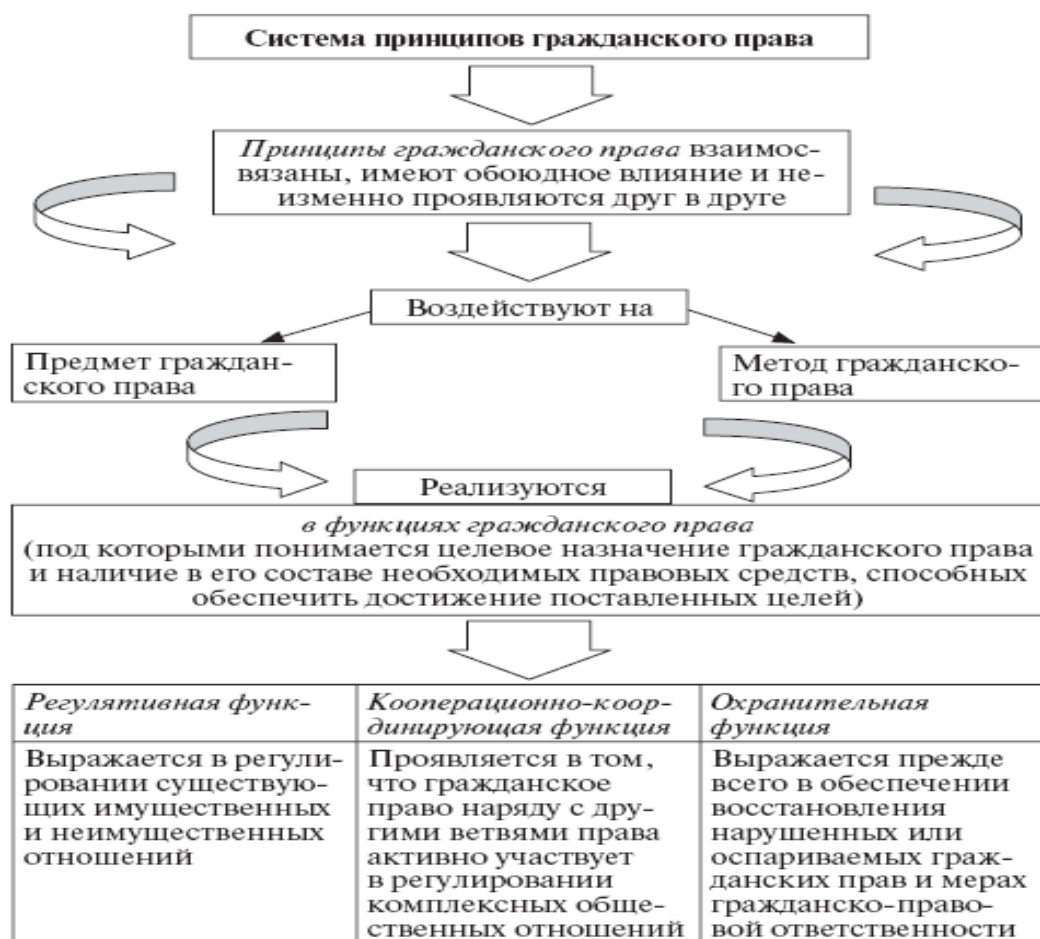 Система принципов гражданского права
Принципы гражданского права взаимос-
вязаны, имеют обоюдное влияние и не-
изменно проявляются друг в друге
Воздействуют на
Предмет граждан-
ского права
Метод гражданско-
го права
Реализуются
в функциях гражданского права
(под которыми понимается целевое назначение гражданского права
и наличие в его составе необходимых правовых средств, способных
обеспечить достижение поставленных целей)
Регулятивная функ-
ция
Выражается в регули-
ровании существую-
щих имущественных
и неимущественных
отношений
Кооперационно-коор-
динирующая функция
Проявляется в том,
что гражданское
право наряду с дру-
гими ветвями права
активно участвует
в регулировании
комплексных обще-
ственных отношений
Охранительная
функция
Выражается прежде
всего в обеспечении
восстановления
нарушенных или
оспариваемых граж-
данских прав и мерах
гражданско-право-
вой ответственности